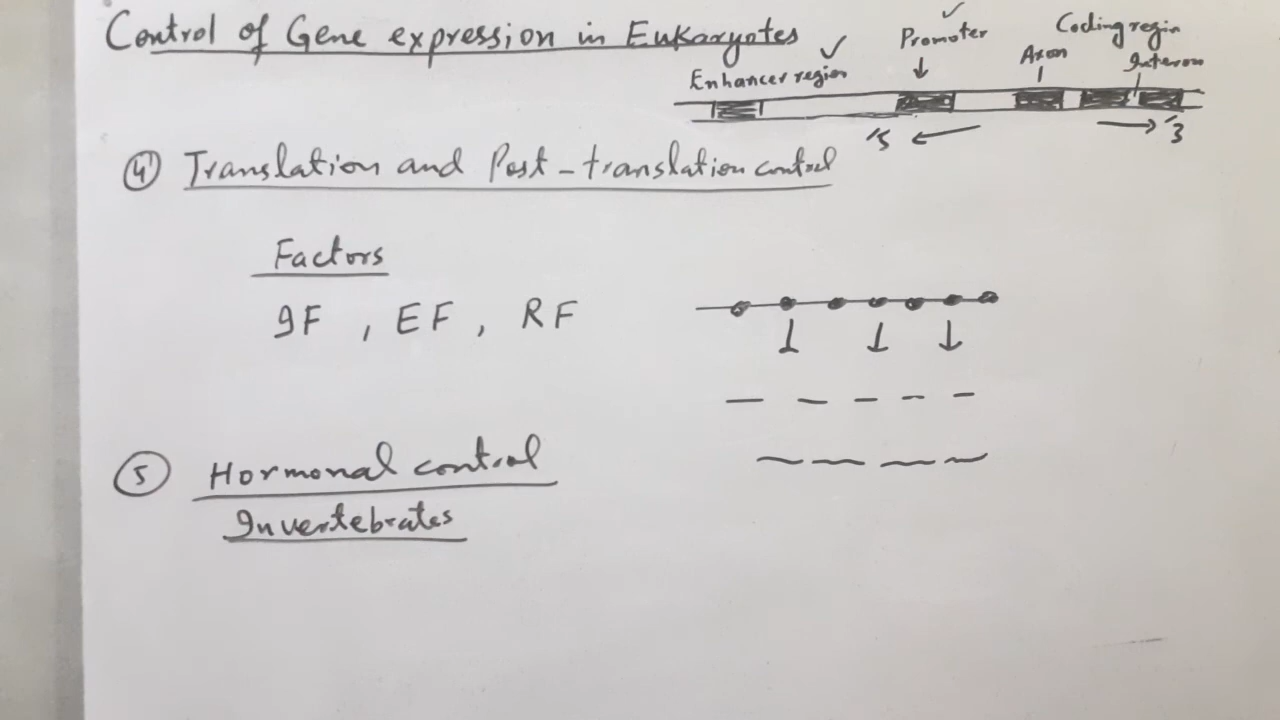 Control of Gene expression in Eukaryotes
Enhancer region
Promoter
Coding regin
Axon
Interon
'5
'3
④ Translation and Post-translation control
Factors
IF, EF, RF
⑤ Hormonal control
Invertebrates